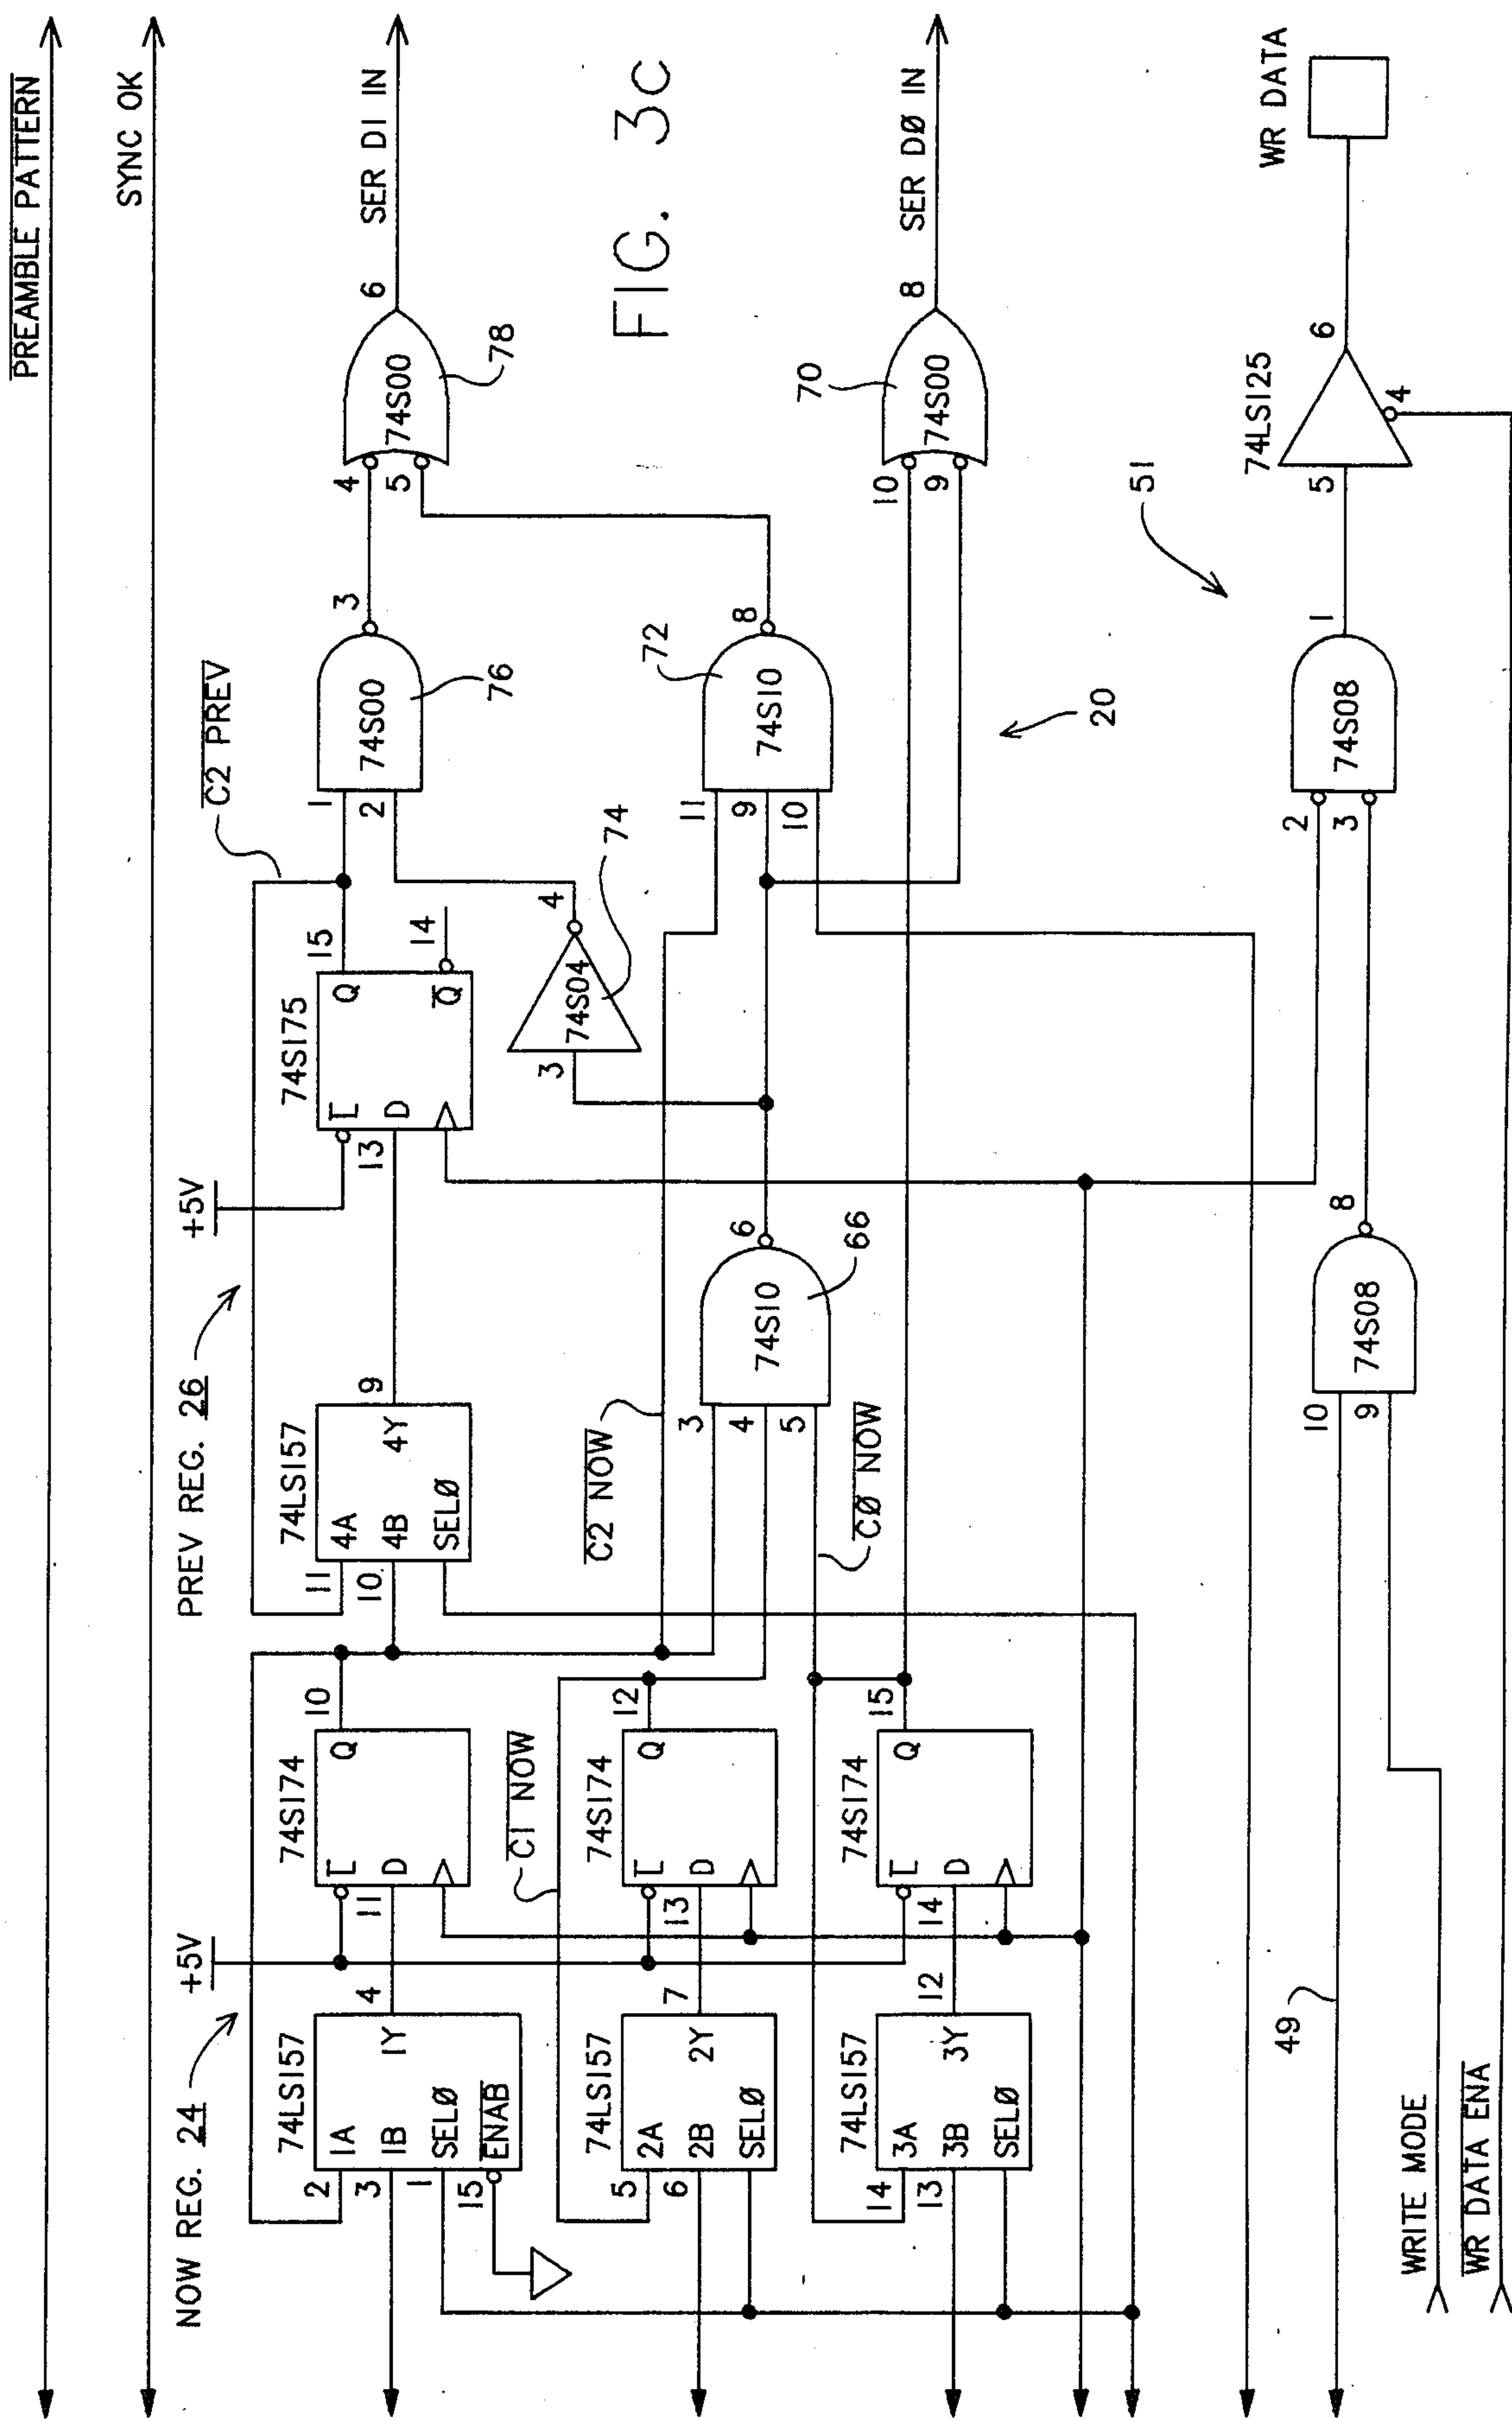 PREAMBLE PATTERN
SYNC OK
NOW REG. 24
+5V
PREV REG. 26
+5V
C2 PREV
74LS157
2
1A
3
1B
1Y
4
1
SELØ
15
ENAB
74S174
L
11
D
Q
10
74LS157
11
4A
10
4B
4Y
9
SELØ
74S175
L
13
D
Q
15
Q
14
1
2
74S00
3
76
4
5
74S00
6
SER D1 IN
78
3
74S04
4
74
C1 NOW
C2 NOW
74LS157
5
2A
6
2B
2Y
7
SELØ
74S174
L
13
D
Q
12
3
4
5
74S10
6
66
11
9
10
74S10
8
72
FIG. 3c
CØ NOW
74LS157
14
3A
13
3B
3Y
12
SELØ
74S174
L
14
D
Q
15
10
9
74S00
8
SER DØ IN
70
20
51
49
10
9
74S08
8
2
3
74S08
1
74LS125
5
6
4
WR DATA
WRITE MODE
WR DATA ENA